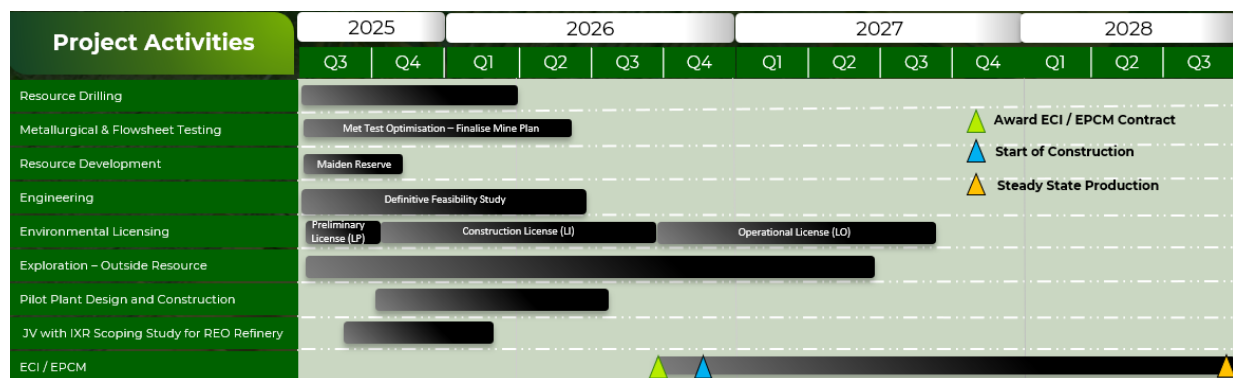 Project Activities
2025 2026 2027 2028
Q3 Q4 Q1 Q2 Q3 Q4 Q1 Q2 Q3 Q4 Q1 Q2 Q3
Resource Drilling
Metallurgical & Flowsheet Testing
Met Test Optimisation – Finalise Mine Plan
Award ECI / EPCM Contract
Resource Development
Maiden Reserve
Start of Construction
Engineering
Definitive Feasibility Study
Steady State Production
Environmental Licensing
Preliminary
License (LP)
Construction License (LI)
Operational License (LO)
Exploration – Outside Resource
Pilot Plant Design and Construction
JV with IXR Scoping Study for REO Refinery
ECI / EPCM